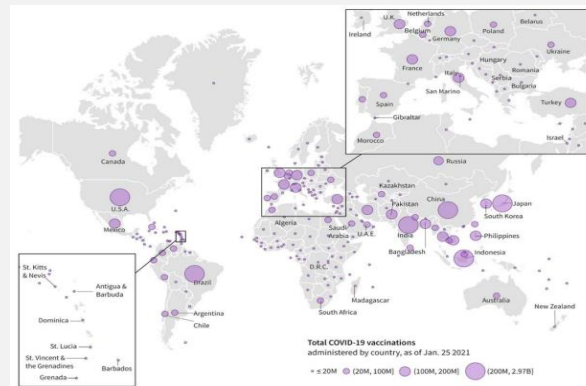 Ireland
U.K.
Netherlands
Belarus
Belgium
Poland
Germany
Ukraine
France
Hungary
Romania
Italy
Serbia
Bulgaria
San Marino
Spain
Turkey
Gibraltar
Morocco
Israel
Canada
Russia
U.S.A.
Kazakhstan
China
Japan
Mexico
Algeria
Pakistan
South Korea
Saudi
Arabia
U.A.E.
India
Philippines
Bangladesh
St. Kitts
& Nevis
Antigua &
Barbuda
D.R.C.
Indonesia
Brazil
Dominica
Madagascar
Argentina
South Africa
Australia
New Zealand
Chile
St. Lucia
St. Vincent &
the Grenadines
Barbados
Grenada
Total COVID-19 vaccinations
administered by country, as of Jan. 25 2021
≤ 20M (20M, 100M] (100M, 200M] (200M, 2.97B]